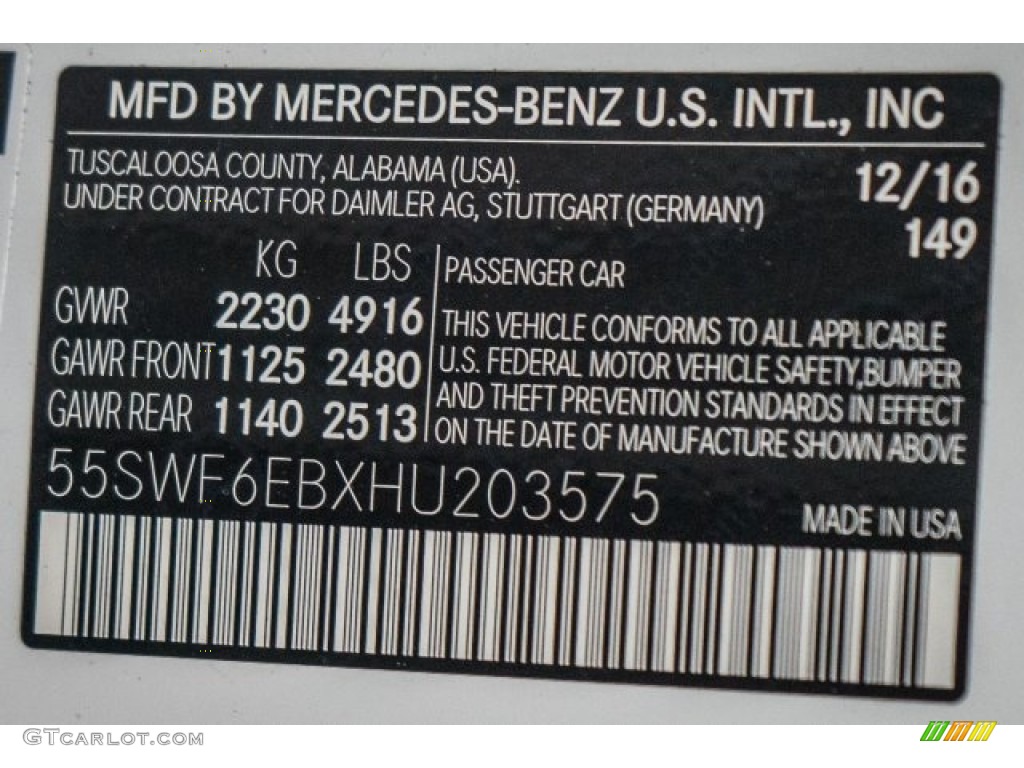 MFD BY MERCEDES-BENZ U.S. INTL., INC
TUSCALOOSA COUNTY, ALABAMA (USA).
UNDER CONTRACT FOR DAIMLER AG, STUTTGART (GERMANY)
12/16
149
KG LBS
GVWR 2230 4916
GAWR FRONT 1125 2480
GAWR REAR 1140 2513
PASSENGER CAR
THIS VEHICLE CONFORMS TO ALL APPLICABLE
U.S. FEDERAL MOTOR VEHICLE SAFETY,BUMPER
AND THEFT PREVENTION STANDARDS IN EFFECT
ON THE DATE OF MANUFACTURE SHOWN ABOVE
55SWF6EBXHU203575
MADE IN USA
GTCARLOT.COM